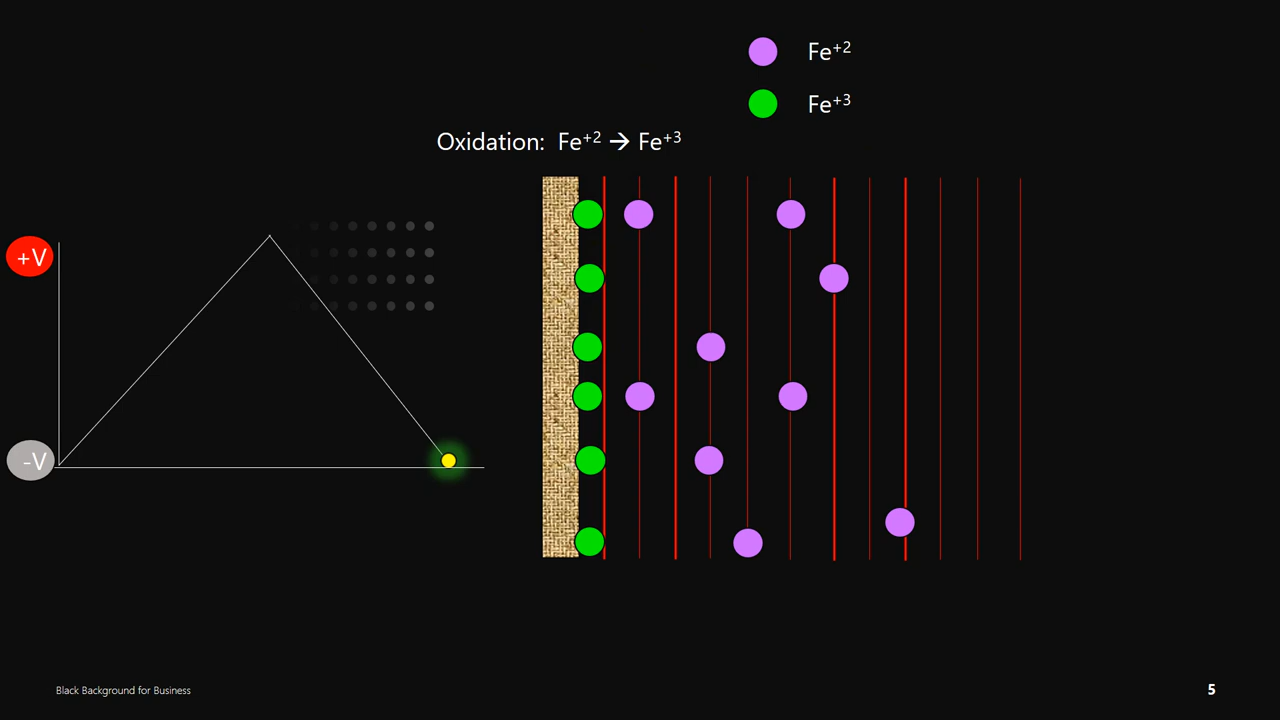 Fe+2
Fe+3
Oxidation: Fe+2 → Fe+3
+V
-V
Black Background for Business
5